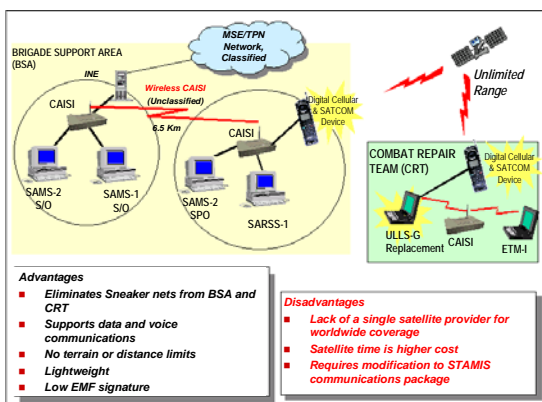 MSE/TPN
Network,
Classified
BRIGADE SUPPORT AREA
(BSA)
INE
Wireless CAISI
(Unclassified)
6.5 Km
CAISI
SAMS-2
S/O
SAMS-1
S/O
CAISI
SAMS-2
SPO
SARSS-1
Digital Cellular
& SATCOM
Device
Unlimited
Range
COMBAT REPAIR
TEAM (CRT)
Digital Cellular
& SATCOM
Device
ULLS-G
Replacement
CAISI
ETM-I
Advantages
■ Eliminates Sneaker nets from BSA and
CRT
■ Supports data and voice
communications
■ No terrain or distance limits
■ Lightweight
■ Low EMF signature
Disadvantages
■ Lack of a single satellite provider for
worldwide coverage
■ Satellite time is higher cost
■ Requires modification to STAMIS
communications package